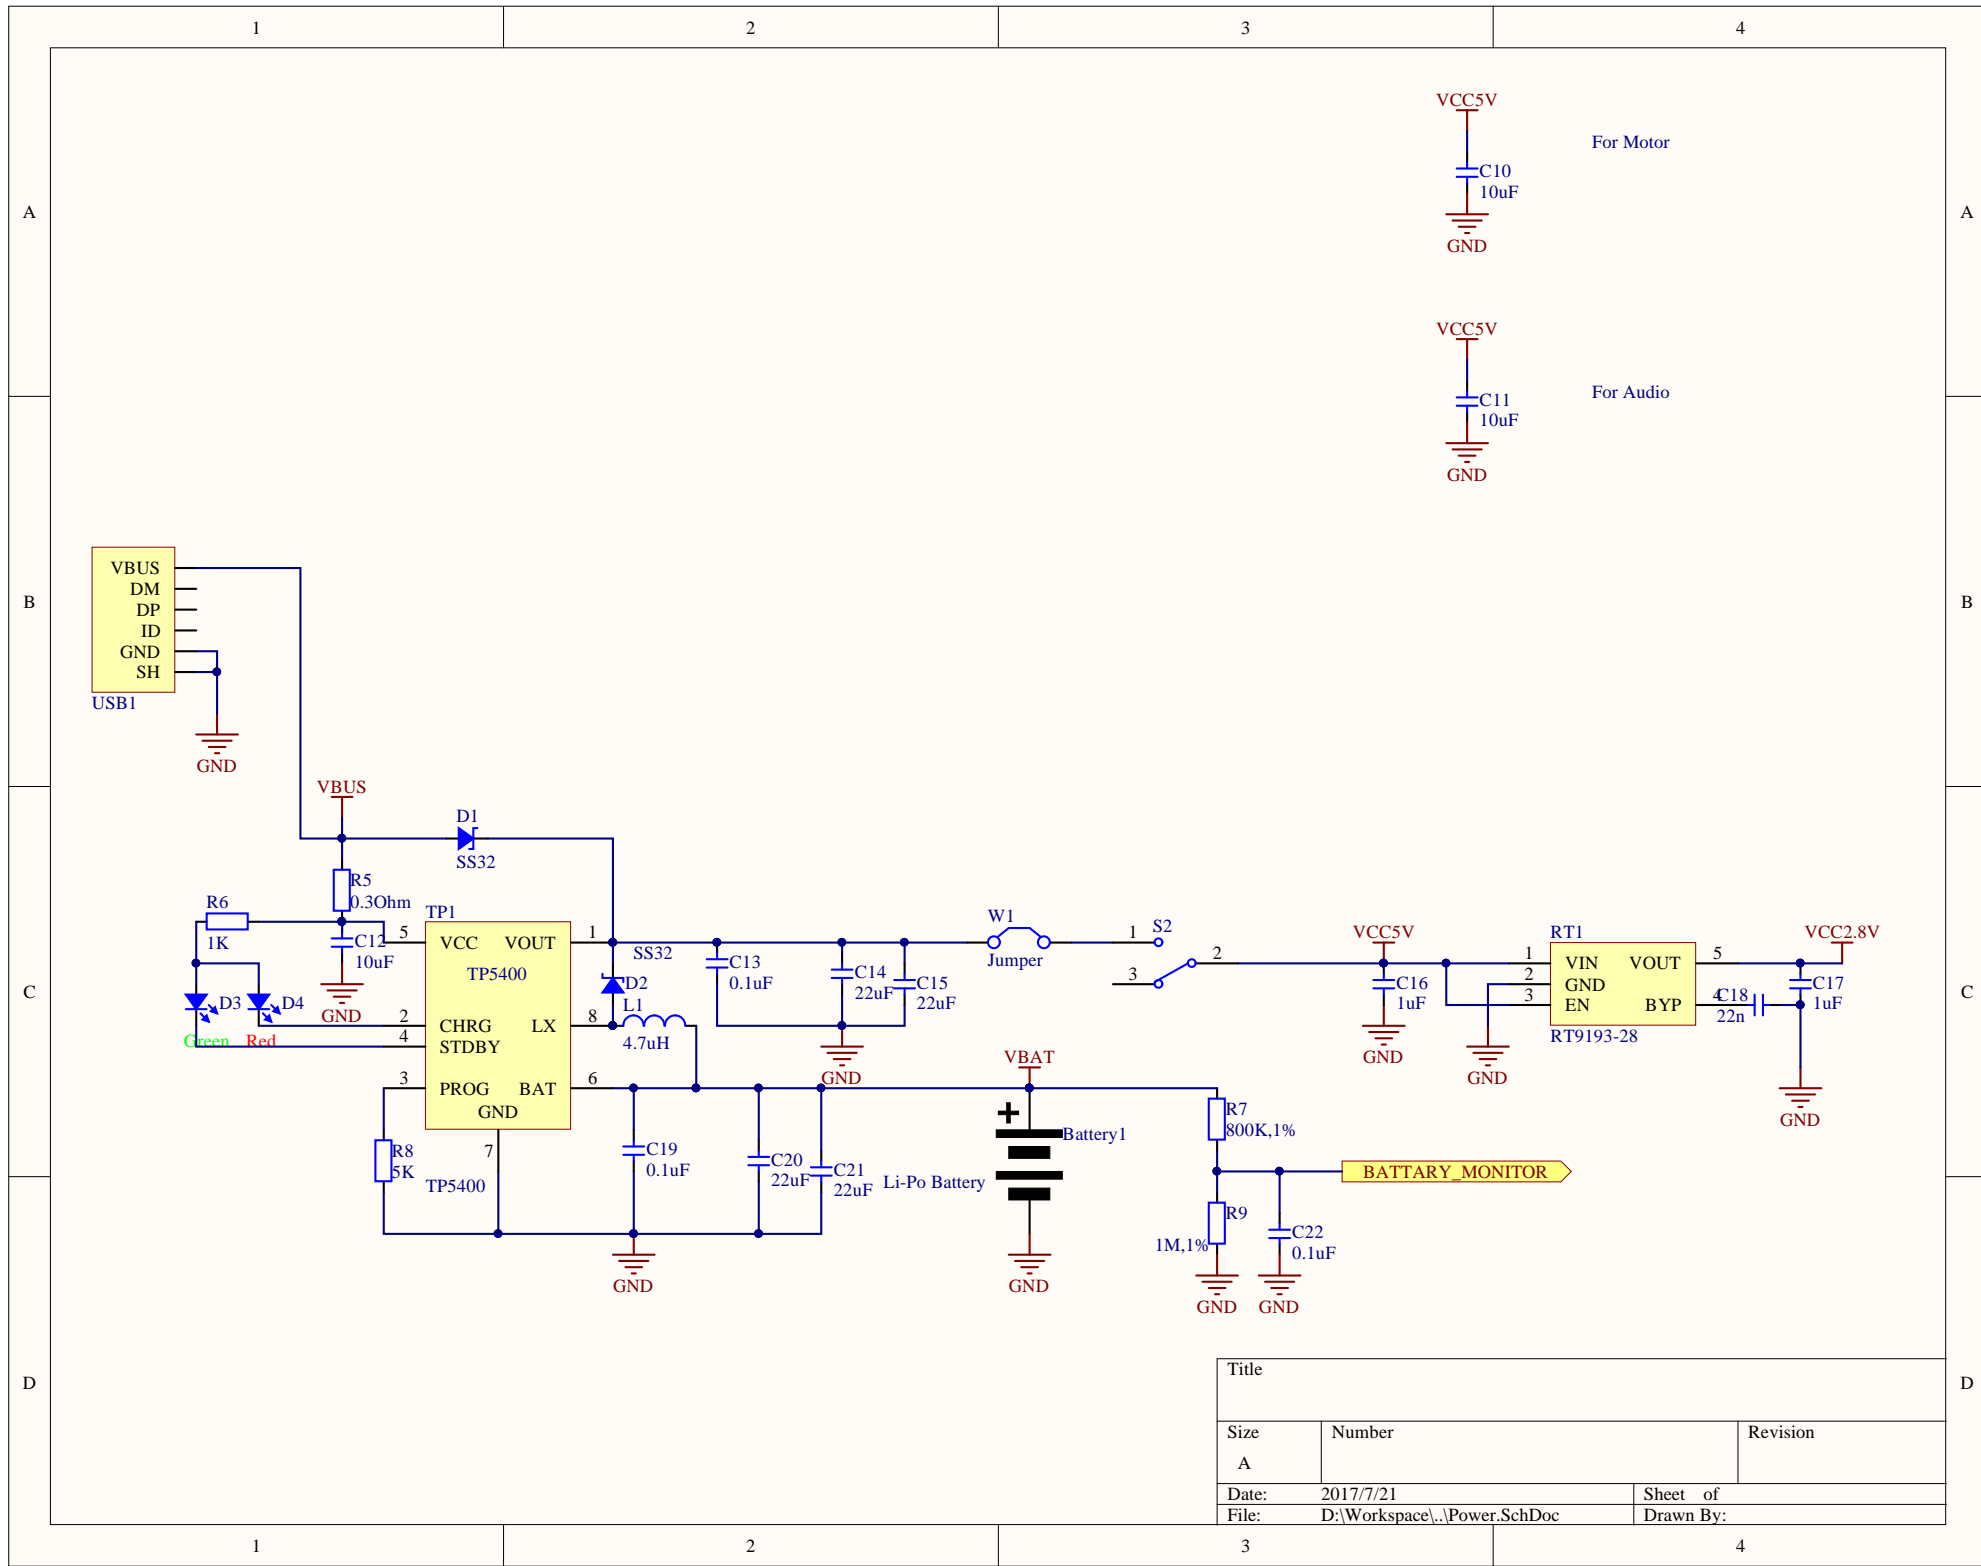 1 2 3 4
VCC5V
For Motor
C10
10uF
A A
GND
VCC5V
For Audio
C11
10uF
GND
VBUS
DM
DP
ID
GND
SH
USB1
B B
GND
VBUS
D1
SS32
R5
0.3Ohm
R6
1K
C12
10uF
GND
D3
D4
Green
Red
TP1
5 VCC VOUT 1
TP5400
2 CHRG LX 8
4 STDBY
3 PROG BAT 6
GND
7
TP5400
R8
5K
SS32
D2
L1
4.7uH
C13
0.1uF
C14
22uF
C15
22uF
GND
W1
Jumper
S2
1
2
3
VCC5V
C16
1uF
GND
RT1
1 VIN VOUT 5
2 GND
3 EN BYP 4
RT9193-28
GND
C18
22n
VCC2.8V
C17
1uF
GND
C C
C19
0.1uF
C20
22uF
C21
22uF
GND
VBAT
+
Battery1
Li-Po Battery
GND
R7
800K,1%
BATTARY_MONITOR
R9
1M,1%
C22
0.1uF
GND
GND
D D
Title
Size Number Revision
A
Date: 2017/7/21 Sheet of
File: D:\Workspace\..\Power.SchDoc Drawn By:
1 2 3 4